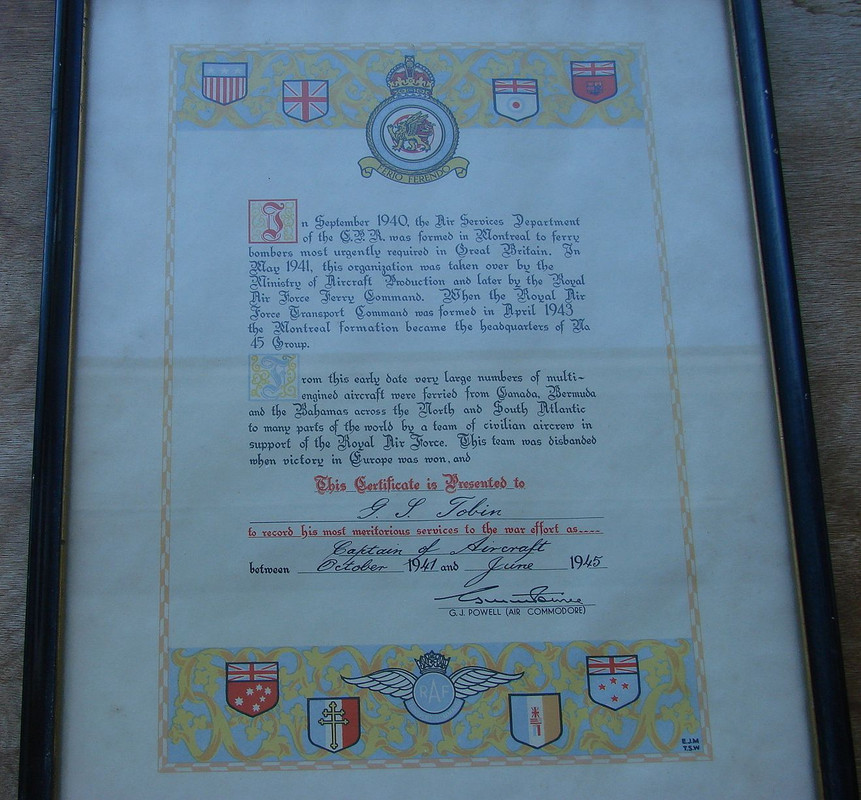 FERIO FERENDO
In September 1940, the Air Services Department
of the C.P.R. was formed in Montreal to ferry
bombers most urgently required in Great Britain. In
May 1941, this organization was taken over by the
Ministry of Aircraft Production and later by the Royal
Air Force Ferry Command. When the Royal Air
Force Transport Command was formed in April 1943
the Montreal formation became the headquarters of No
45 Group.
From this early date very large numbers of multi-
engined aircraft were ferried from Canada, Bermuda
and the Bahamas across the North and South Atlantic
to many parts of the world by a team of civilian aircrew in
support of the Royal Air Force. This team was disbanded
when victory in Europe was won, and
This Certificate is Presented to
G. S. Tobin
to record his most meritorious services to the war effort as....
Captain of Aircraft
between October 1941 and June 1945
G. J. POWELL (AIR COMMODORE)
RAF
E.J.M
T.S.W